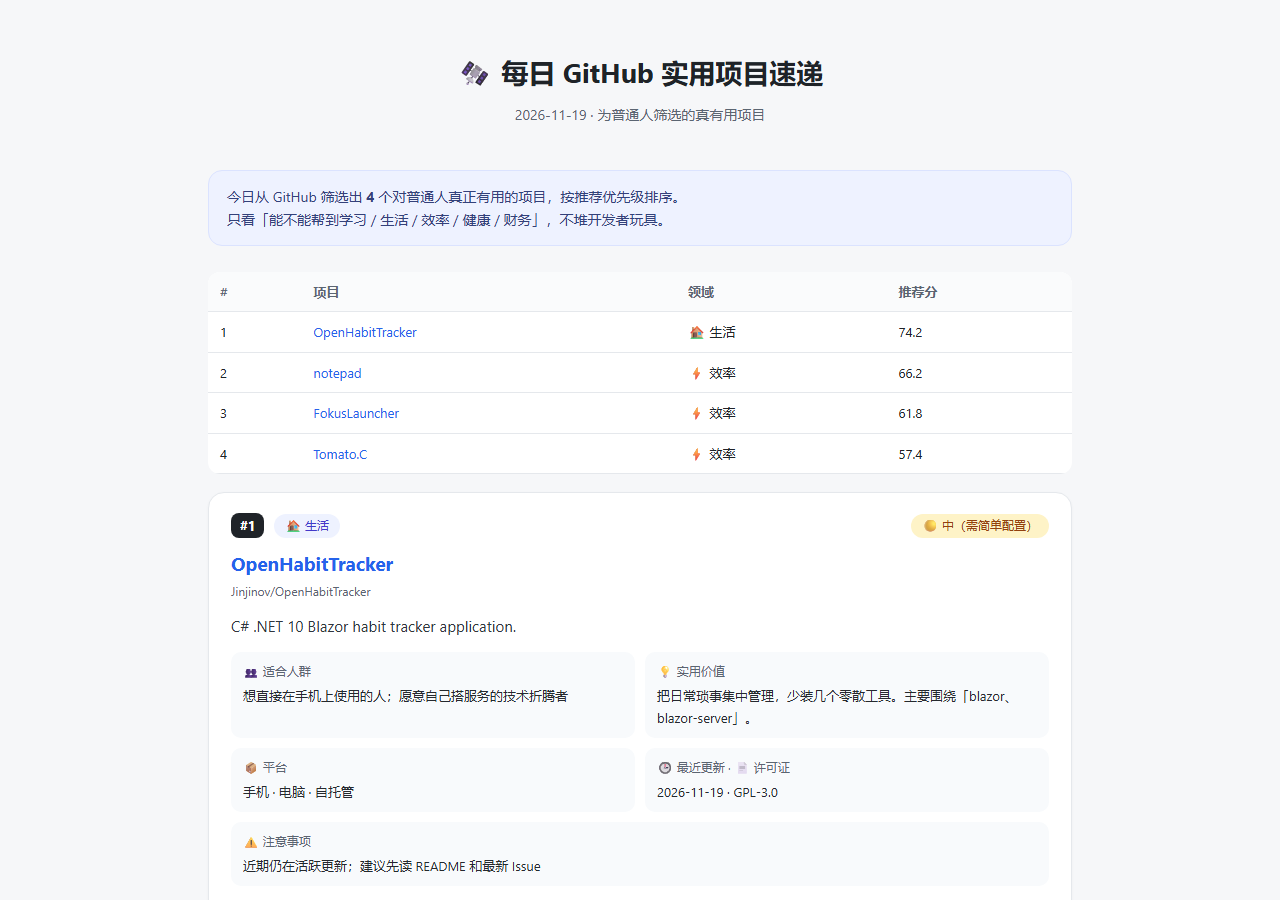 🛰️ 每日 GitHub 实用项目速递
2026-11-19 · 为普通人筛选的真有用项目
今日从 GitHub 筛选出 4 个对普通人真正有用的项目，按推荐优先级排序。
只看「能不能帮到学习 / 生活 / 效率 / 健康 / 财务」，不堆开发者玩具。
# 项目 领域 推荐分
1 OpenHabitTracker 🏠 生活 74.2
2 notepad ⚡ 效率 66.2
3 FokusLauncher ⚡ 效率 61.8
4 Tomato.C ⚡ 效率 57.4
#1 🏠 生活 🟡 中（需简单配置）
OpenHabitTracker
Jinjinov/OpenHabitTracker
C# .NET 10 Blazor habit tracker application.
👥 适合人群
想直接在手机上使用的人；愿意自己搭服务的技术折腾者
💡 实用价值
把日常琐事集中管理，少装几个零散工具。主要围绕「blazor、
blazor-server」。
📦 平台
手机 · 电脑 · 自托管
🕒 最近更新 · 📄 许可证
2026-11-19 · GPL-3.0
⚠️ 注意事项
近期仍在活跃更新；建议先读 README 和最新 Issue